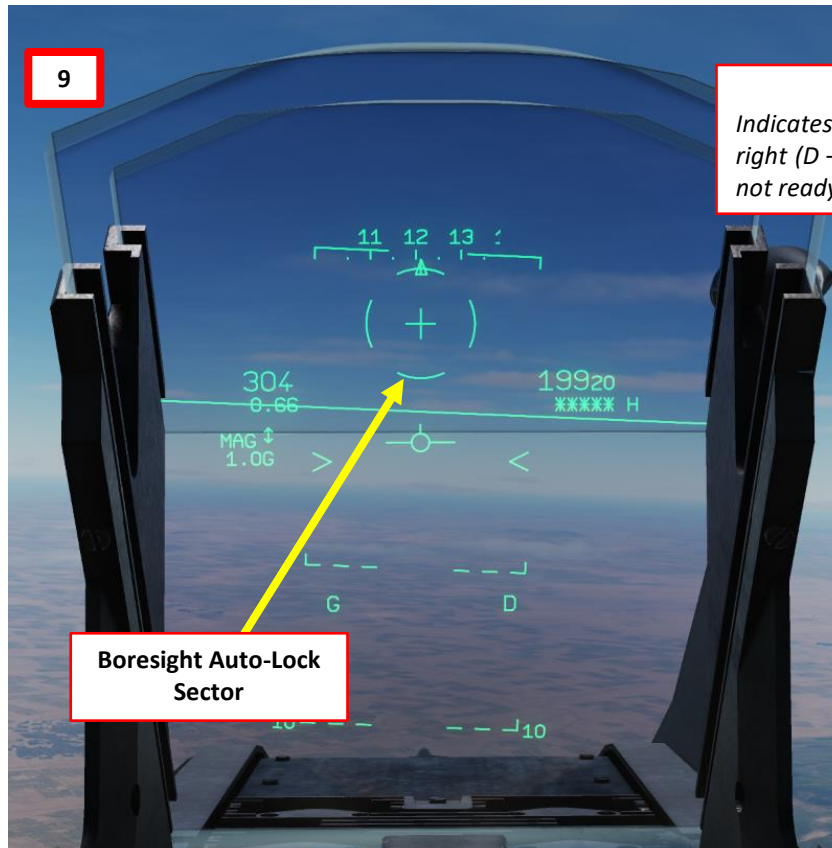 9
Indicates
right (D -
not ready
11 12 13
304
19920
0.66
***** H
MAG ↕
1.0G
> <
G D
Boresight Auto-Lock
Sector
10 10